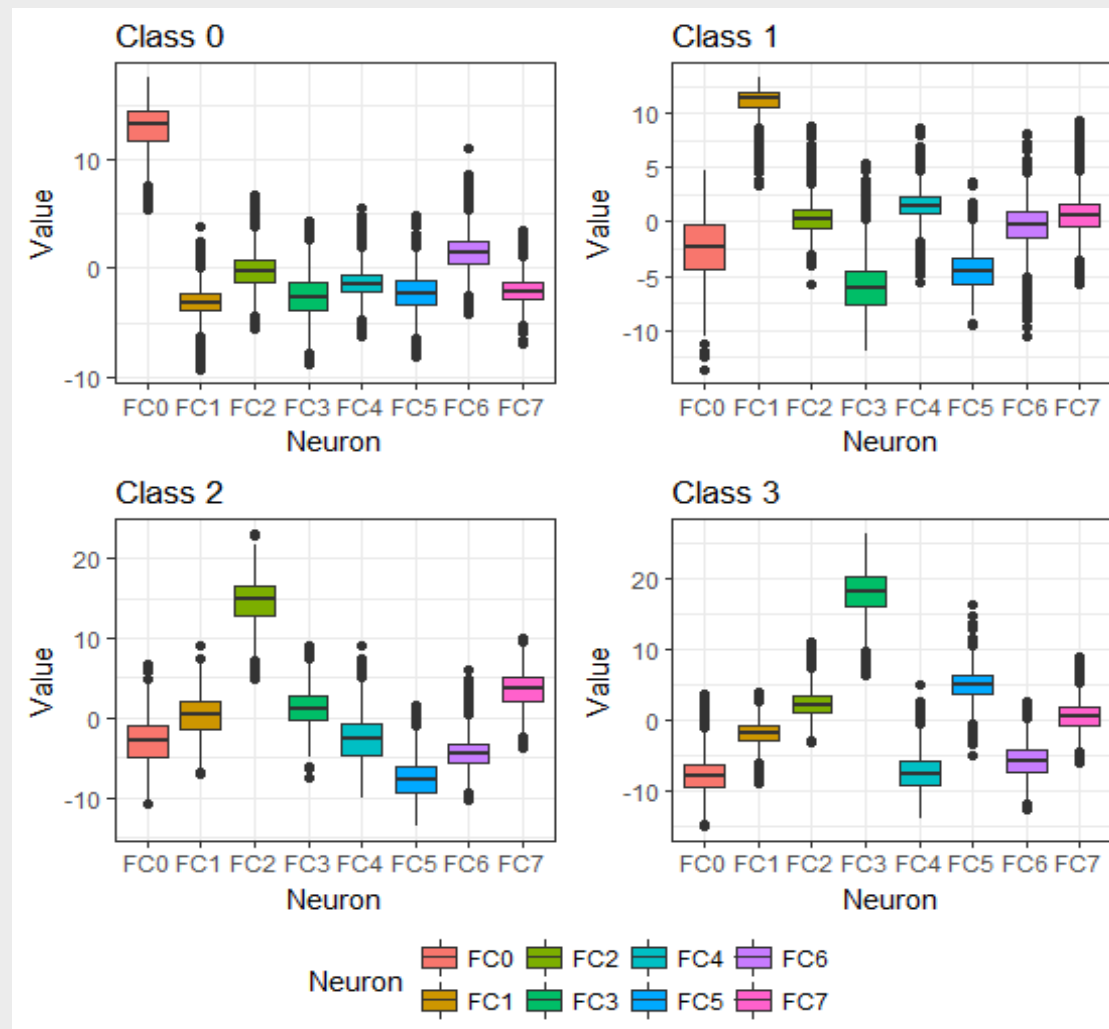 Class 0
Value
10
0
-10
FC0 FC1 FC2 FC3 FC4 FC5 FC6 FC7
Neuron
Class 1
Value
10
5
0
-5
-10
FC0 FC1 FC2 FC3 FC4 FC5 FC6 FC7
Neuron
Class 2
Value
20
10
0
-10
FC0 FC1 FC2 FC3 FC4 FC5 FC6 FC7
Neuron
Class 3
Value
20
10
0
-10
FC0 FC1 FC2 FC3 FC4 FC5 FC6 FC7
Neuron
Neuron
FC0 FC2 FC4 FC6
FC1 FC3 FC5 FC7